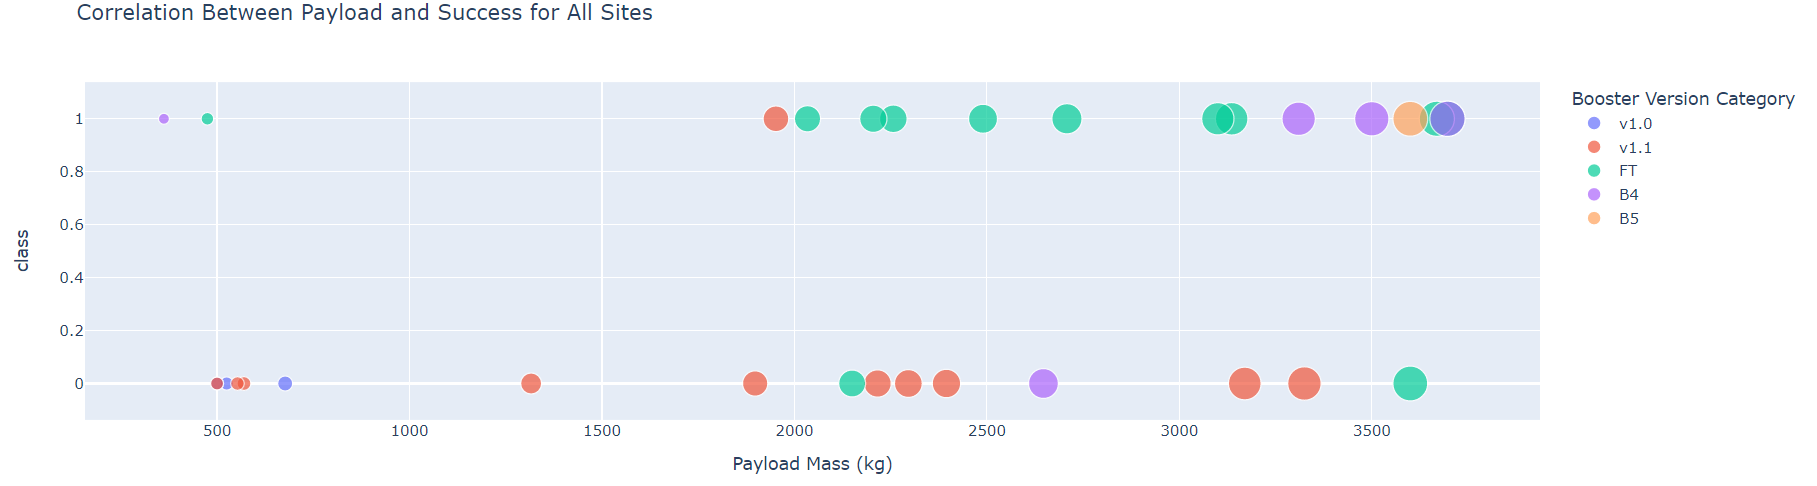 Correlation Between Payload and Success for All Sites
Booster Version Category
v1.0
v1.1
FT
B4
B5
class
1
0.8
0.6
0.4
0.2
0
500
1000
1500
2000
2500
3000
3500
Payload Mass (kg)